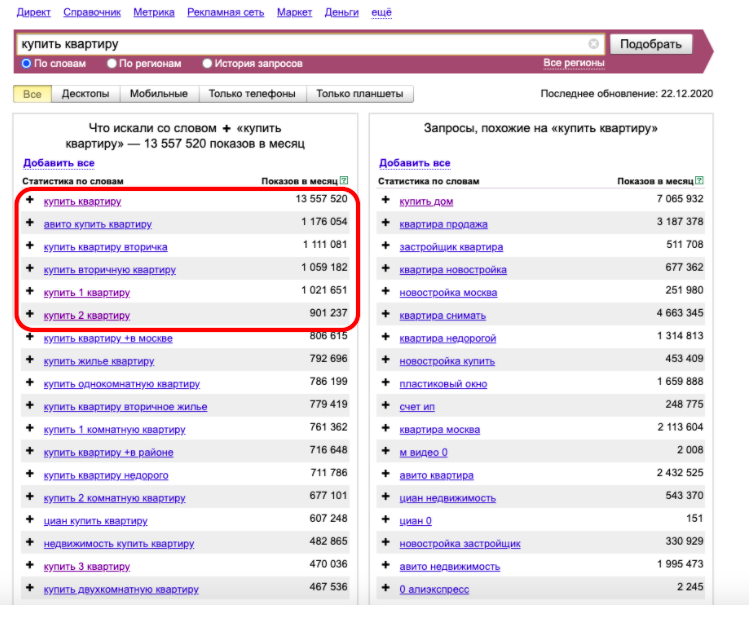 Директ Справочник Метрика Рекламная сеть Маркет Деньги ещё
купить квартиру
Подобрать
По словам По регионам История запросов
Все регионы
Все Десктопы Мобильные Только телефоны Только планшеты
Последнее обновление: 22.12.2020
Что искали со словом + «купить
квартиру» — 13 557 520 показов в месяц
Добавить все
Статистика по словам Показов в месяц ?
+ купить квартиру 13 557 520
+ авито купить квартиру 1 176 054
+ купить квартиру вторичка 1 111 081
+ купить вторичную квартиру 1 059 182
+ купить 1 квартиру 1 021 651
+ купить 2 квартиру 901 237
+ купить квартиру +в москве 806 615
+ купить жилье квартиру 792 696
+ купить однокомнатную квартиру 786 199
+ купить квартиру вторичное жилье 779 419
+ купить 1 комнатную квартиру 761 362
+ купить квартиру +в районе 716 648
+ купить квартиру недорого 711 786
+ купить 2 комнатную квартиру 677 101
+ циан купить квартиру 607 248
+ недвижимость купить квартиру 482 865
+ купить 3 квартиру 470 036
+ купить двухкомнатную квартиру 467 536
Запросы, похожие на «купить квартиру»
Добавить все
Статистика по словам Показов в месяц ?
+ купить дом 7 065 932
+ квартира продажа 3 187 378
+ застройщик квартира 511 708
+ квартира новостройка 677 362
+ новостройка москва 251 980
+ квартира снимать 4 663 345
+ квартира недорогой 1 314 813
+ новостройка купить 453 409
+ пластиковый окно 1 659 888
+ счет ип 248 775
+ квартира москва 2 113 604
+ м видео 0 2 008
+ авито квартира 2 432 525
+ циан недвижимость 543 370
+ циан 0 151
+ новостройка застройщик 330 929
+ авито недвижимость 1 995 473
+ 0 алиэкспресс 2 245